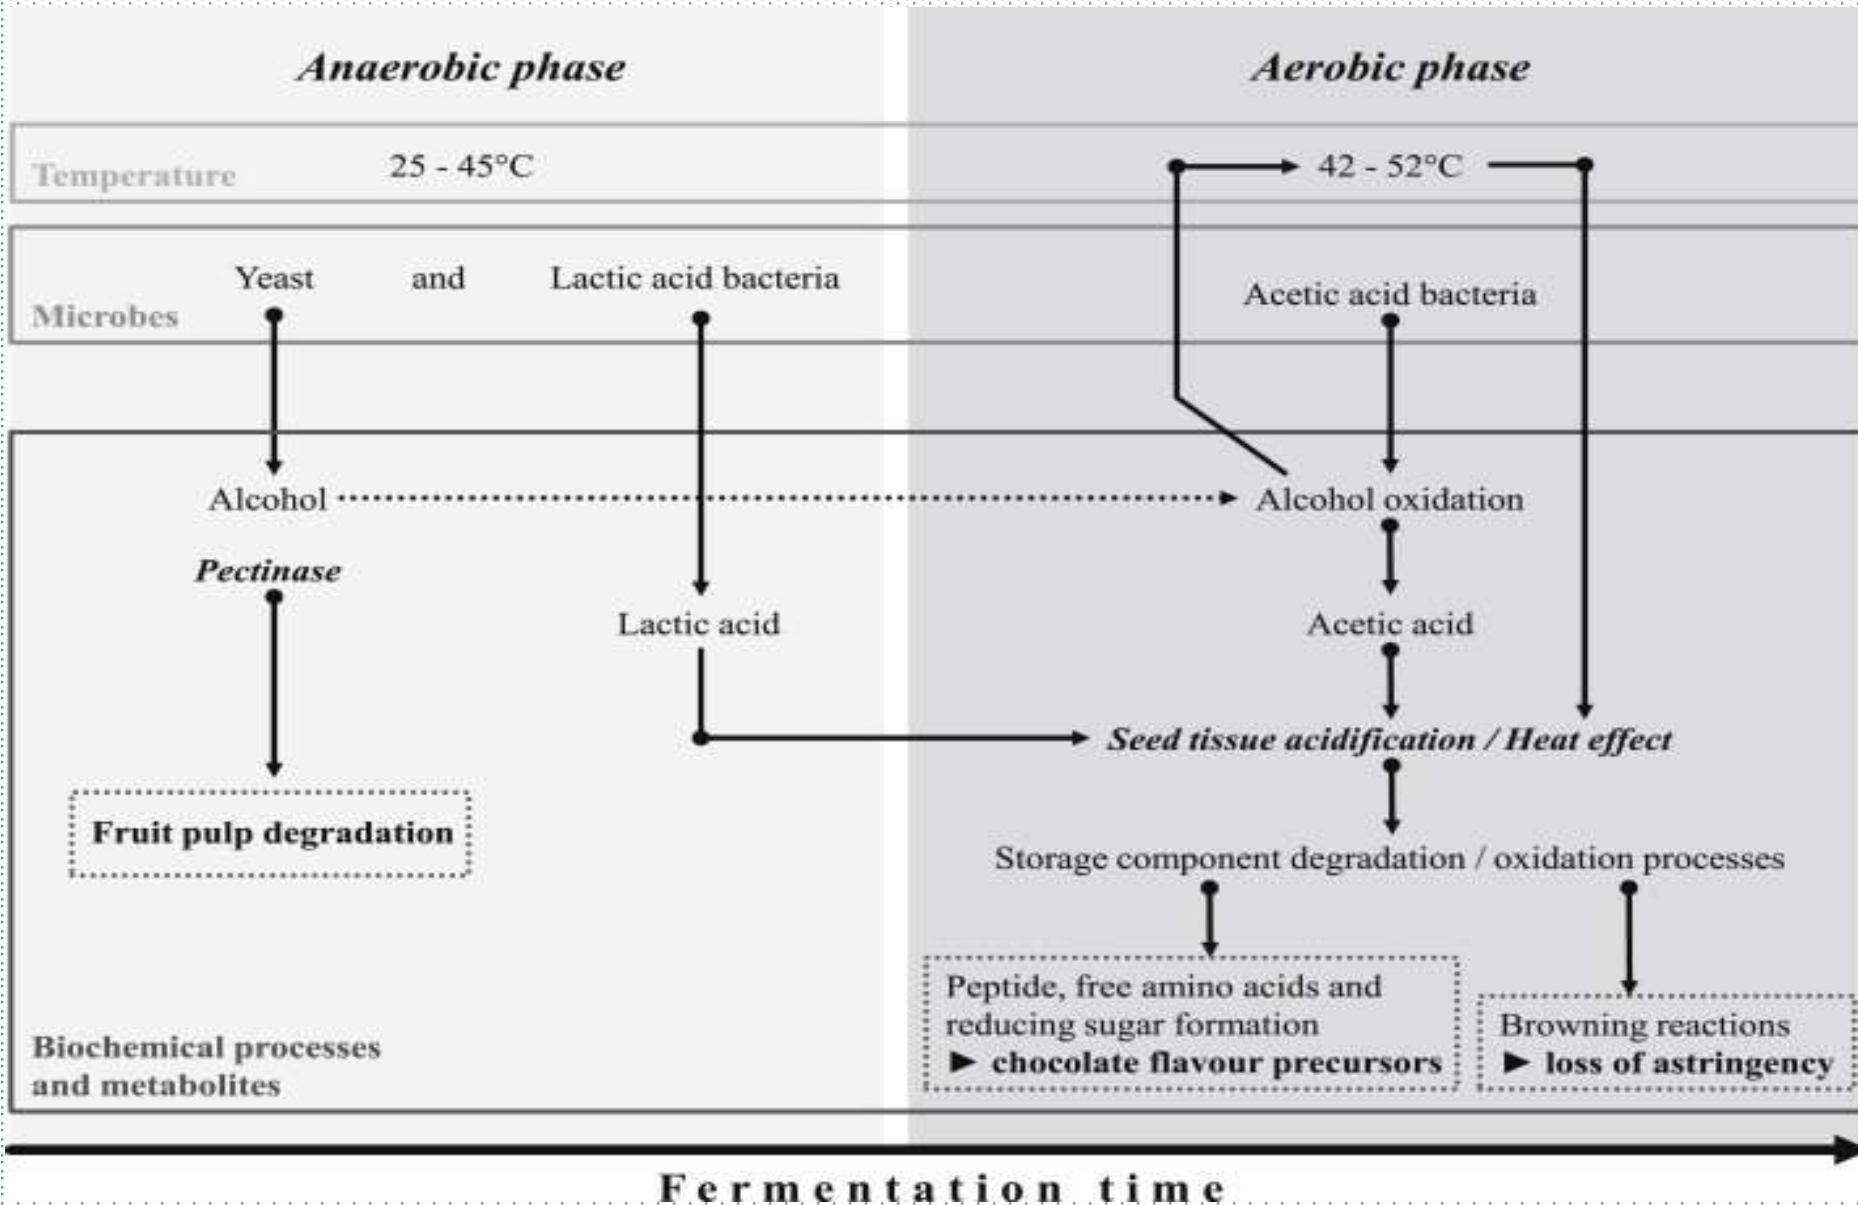 Anaerobic phase
Aerobic phase
Temperature
25 - 45°C
42 - 52°C
Yeast and Lactic acid bacteria
Acetic acid bacteria
Microbes
Alcohol
Alcohol oxidation
Pectinase
Lactic acid
Acetic acid
Seed tissue acidification / Heat effect
Fruit pulp degradation
Storage component degradation / oxidation processes
Peptide, free amino acids and
reducing sugar formation
► chocolate flavour precursors
Browning reactions
► loss of astringency
Biochemical processes
and metabolites
Fermentation time